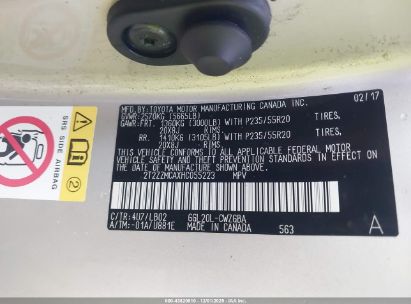 MFD. BY: TOYOTA MOTOR MANUFACTURING CANADA INC.
02/17
GVWR: 2570KG (5665LB)
GAWR: FRT. 1360KG (3000LB) WITH P235/55R20 TIRES,
20X8J RIMS,
RR. 1410KG (3105LB) WITH P235/55R20 TIRES,
20X8J RIMS,
THIS VEHICLE CONFORMS TO ALL APPLICABLE FEDERAL MOTOR
VEHICLE SAFETY AND THEFT PREVENTION STANDARDS IN EFFECT ON
THE DATE OF MANUFACTURE SHOWN ABOVE.
2T2ZZMCAXHC055223 MPV
C/TR: 407/LB02 GGL20L-CWZGBA
A/TM: -01A/U881E MADE IN CANADA 563
A
SRS SIDE AIRBAG